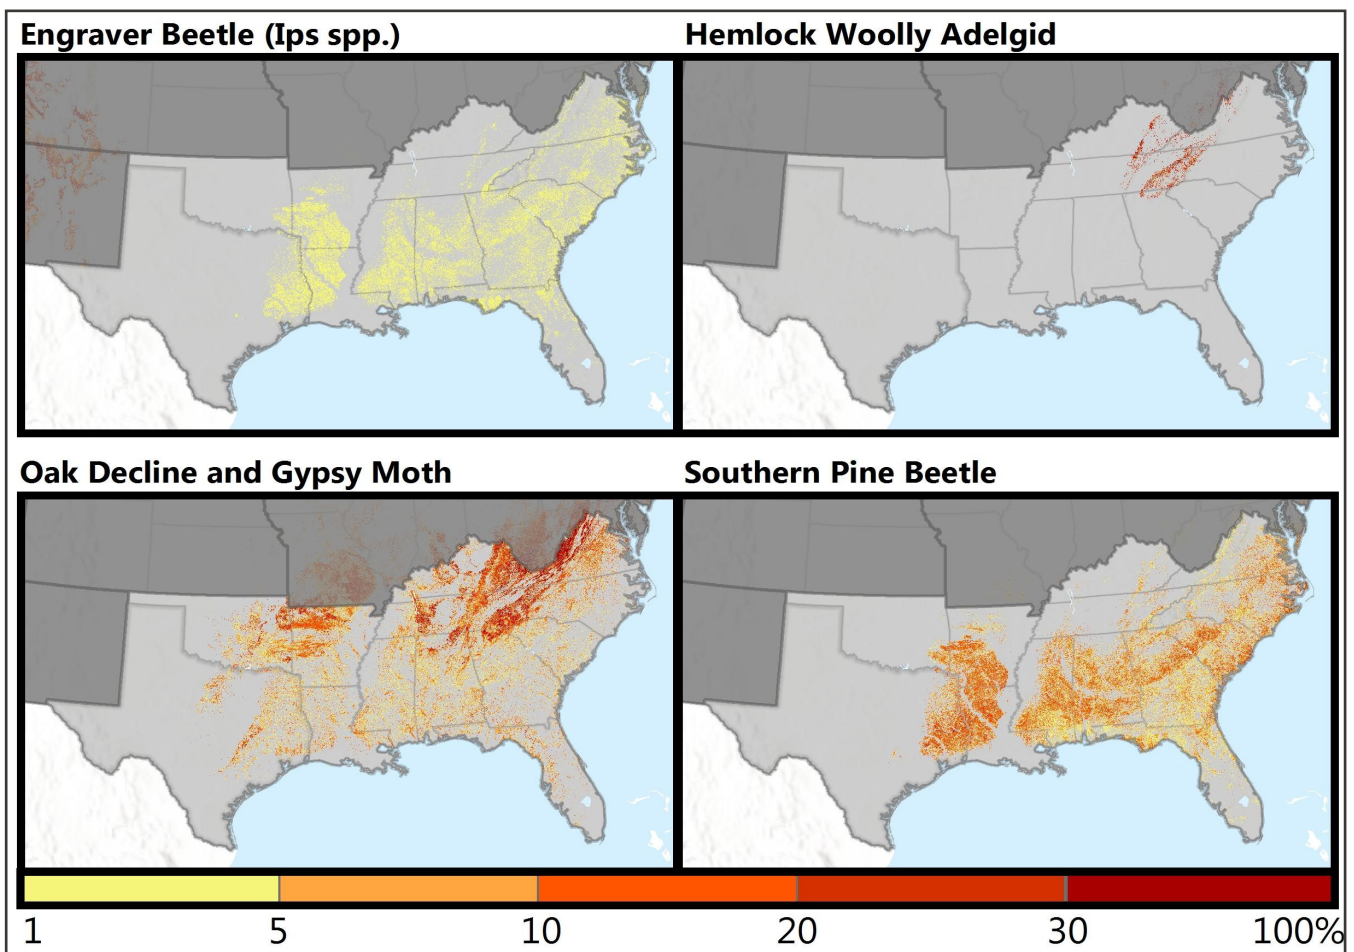 Engraver Beetle (Ips spp.)
Hemlock Woolly Adelgid
Oak Decline and Gypsy Moth
Southern Pine Beetle
1 5 10 20 30 100%